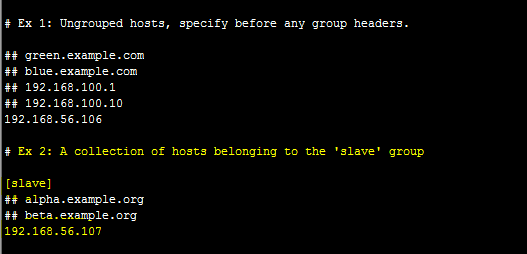 # Ex 1: Ungrouped hosts, specify before any group headers.
## green.example.com
## blue.example.com
## 192.168.100.1
## 192.168.100.10
192.168.56.106
# Ex 2: A collection of hosts belonging to the 'slave' group
[slave]
## alpha.example.org
## beta.example.org
192.168.56.107